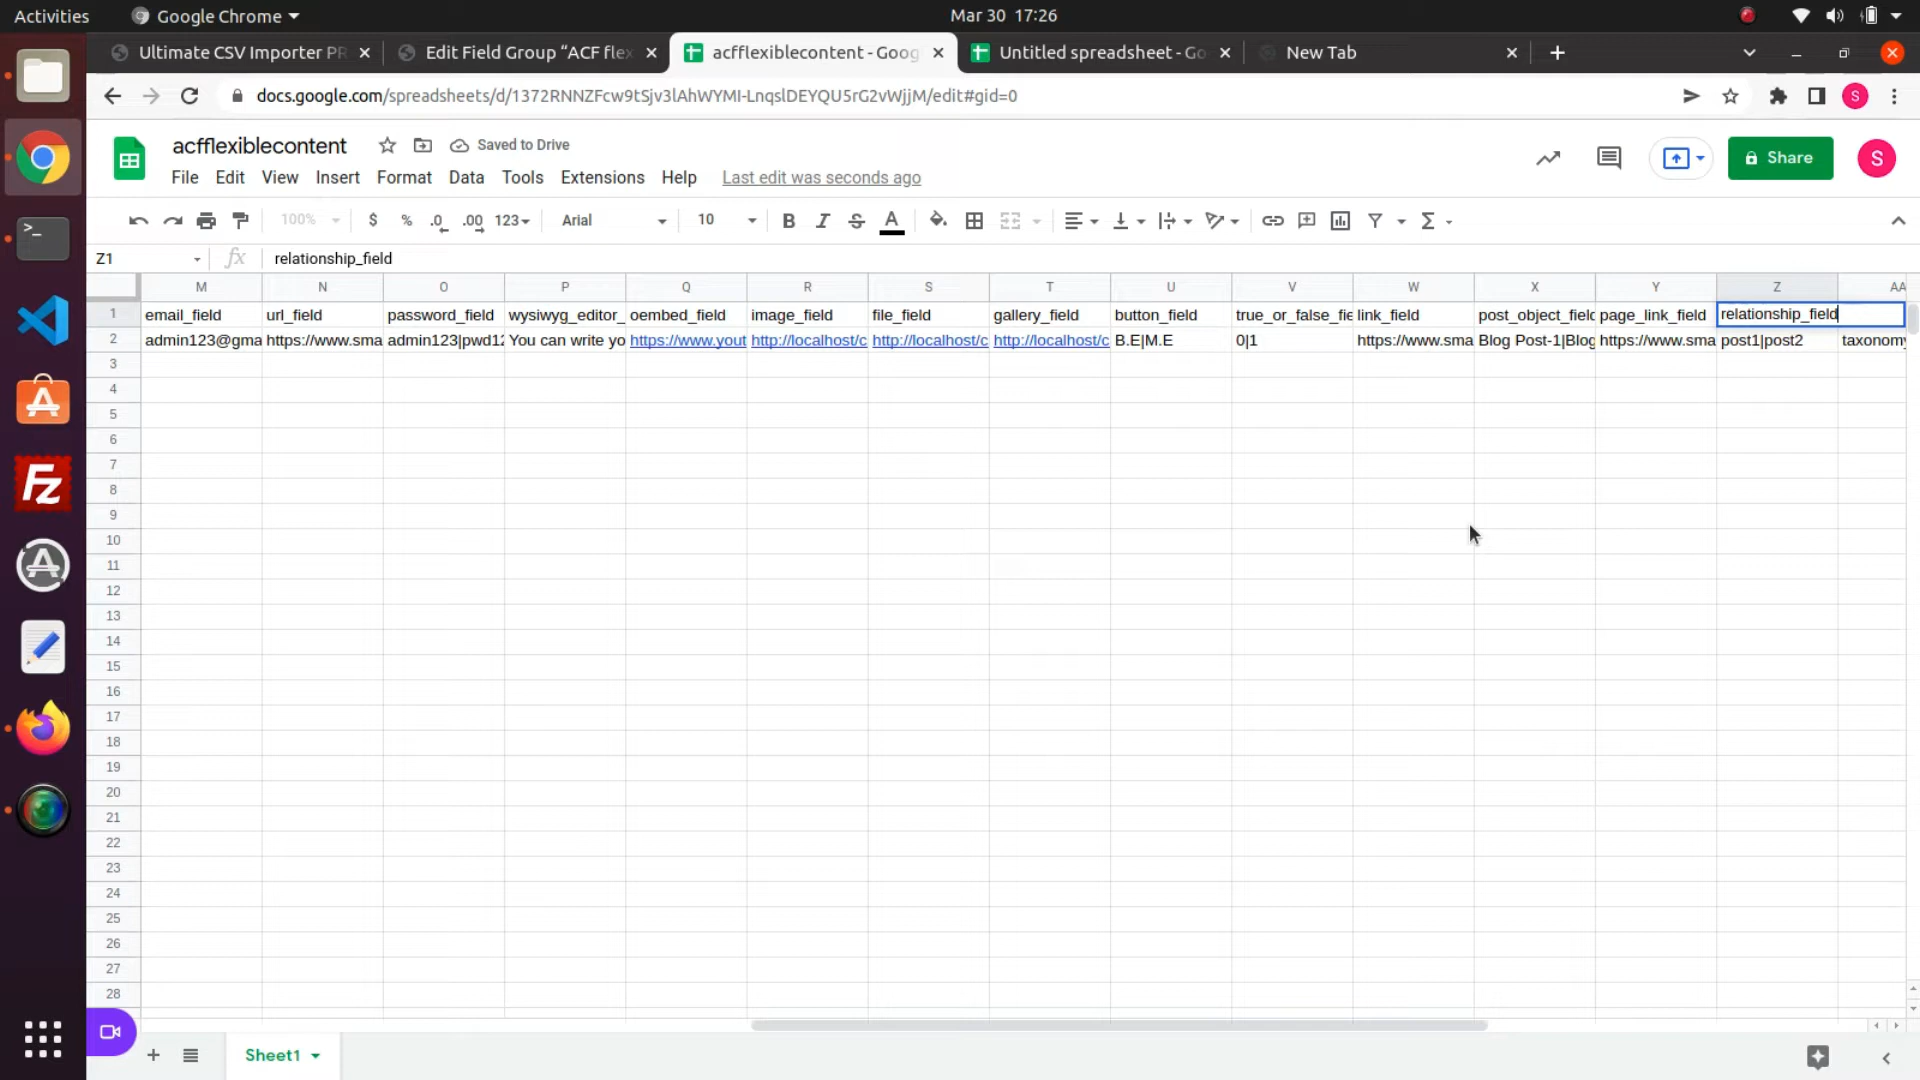 Activities Google Chrome Mar 30 17:26
Ultimate CSV Importer PR Edit Field Group “ACF flex acfflexiblecontent - Goog Untitled spreadsheet - Go New Tab
docs.google.com/spreadsheets/d/1372RNNZFcw9tSjv3lAhWYMI-LnqslDEYQU5rG2vWjjM/edit#gid=0 S
acfflexiblecontent Saved to Drive
File Edit View Insert Format Data Tools Extensions Help Last edit was seconds ago Share S
100% $ % .0 .00 123 Arial 10 B I S A Σ
Z1 fx relationship_field
M N O P Q R S T U V W X Y Z AA
1 email_field url_field password_field wysiwyg_editor_ oembed_field image_field file_field gallery_field button_field true_or_false_fie link_field post_object_field page_link_field relationship_field
2 admin123@gma https://www.sma admin123|pwd12 You can write yo https://www.yout http://localhost/c http://localhost/c http://localhost/c B.E|M.E 0|1 https://www.sma Blog Post-1|Blog https://www.sma post1|post2 taxonomy
3
4
5
6
7
8
9
10
11
12
13
14
15
16
17
18
19
20
21
22
23
24
25
26
27
28
Sheet1